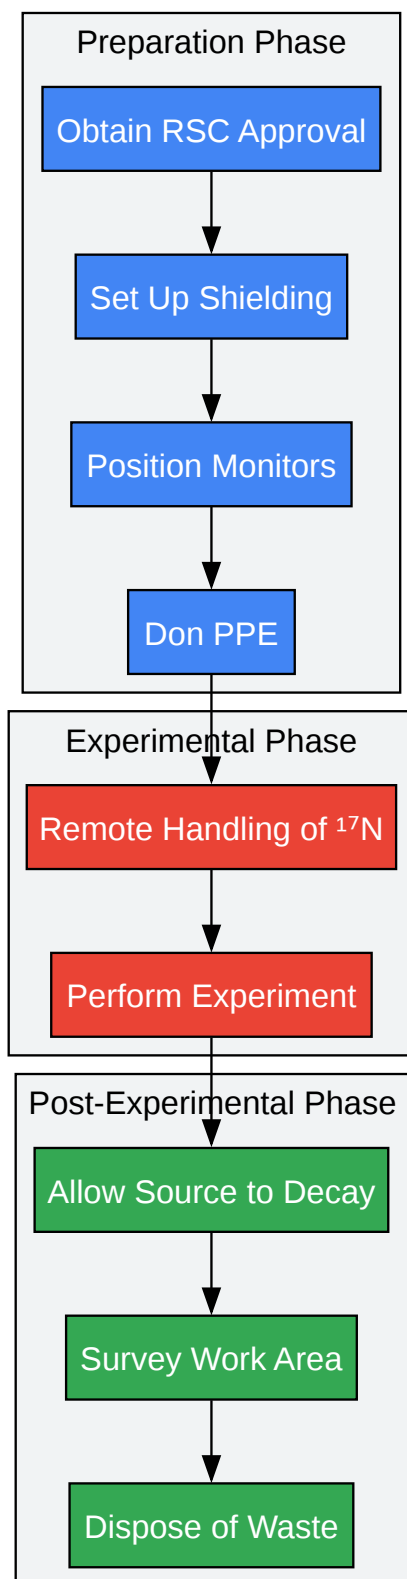 Preparation Phase
Obtain RSC Approval
Set Up Shielding
Position Monitors
Don PPE
Experimental Phase
Remote Handling of ¹⁷N
Perform Experiment
Post-Experimental Phase
Allow Source to Decay
Survey Work Area
Dispose of Waste